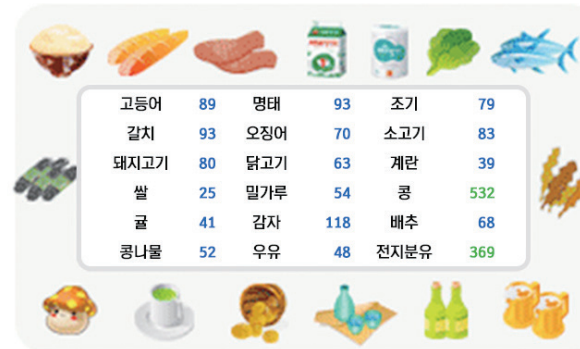 고등어 89 명태 93 조기 79
갈치 93 오징어 70 소고기 83
돼지고기 80 닭고기 63 계란 39
쌀 25 밀가루 54 콩 532
귤 41 감자 118 배추 68
콩나물 52 우유 48 전지분유 369